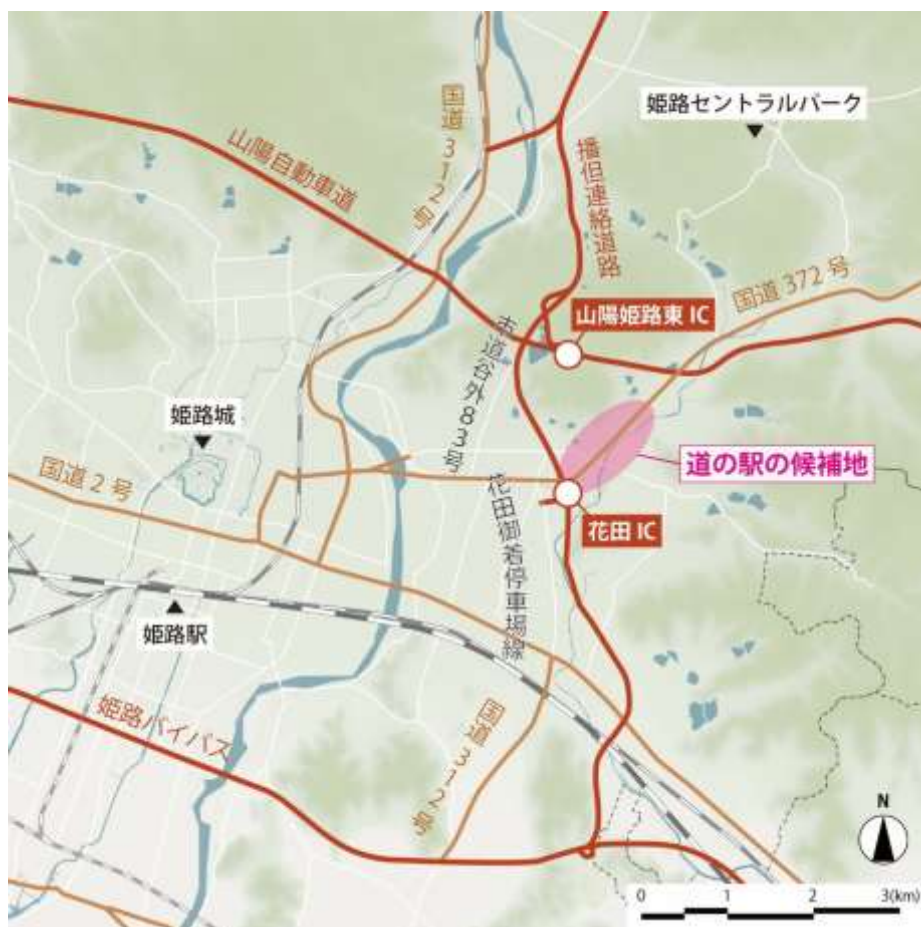 姫路セントラルパーク
国道312号
山陽自動車道
播但連絡道路
国道372号
山陽姫路東 IC
市道谷外83号
姫路城
道の駅の候補地
国道2号
花田 IC
花田御着停車場線
姫路駅
姫路バイパス
国道312号
N
0 1 2 3(km)